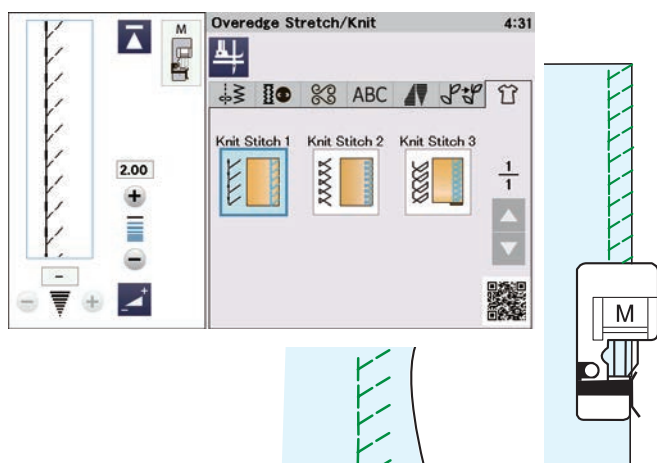 Overedge Stretch/Knit 4:31
M
ABC
Knit Stitch 1 Knit Stitch 2 Knit Stitch 3
2.00
1
1
-
M